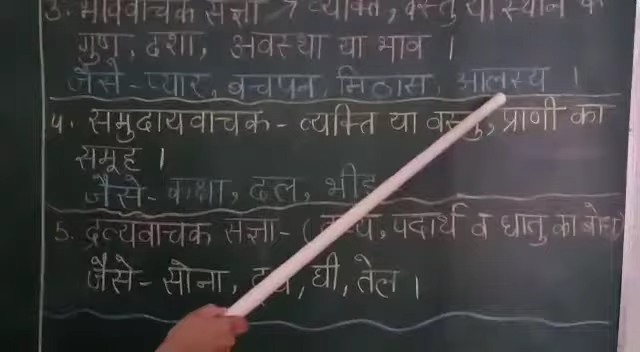 3. भाववाचक संज्ञा → व्यक्ति, वस्तु या स्थान के
गुण, दशा, अवस्था या भाव ।
जैसे - प्यार, बचपन, मिठास, आलस्य ।
4. समुदायवाचक - व्यक्ति या वस्तु, प्राणी का
समूह ।
जैसे - कक्षा, दल, भीड़
5. द्रव्यवाचक संज्ञा - ( द्रव्य, पदार्थ व धातु का बोध)
जैसे - सोना, घी, तेल ।